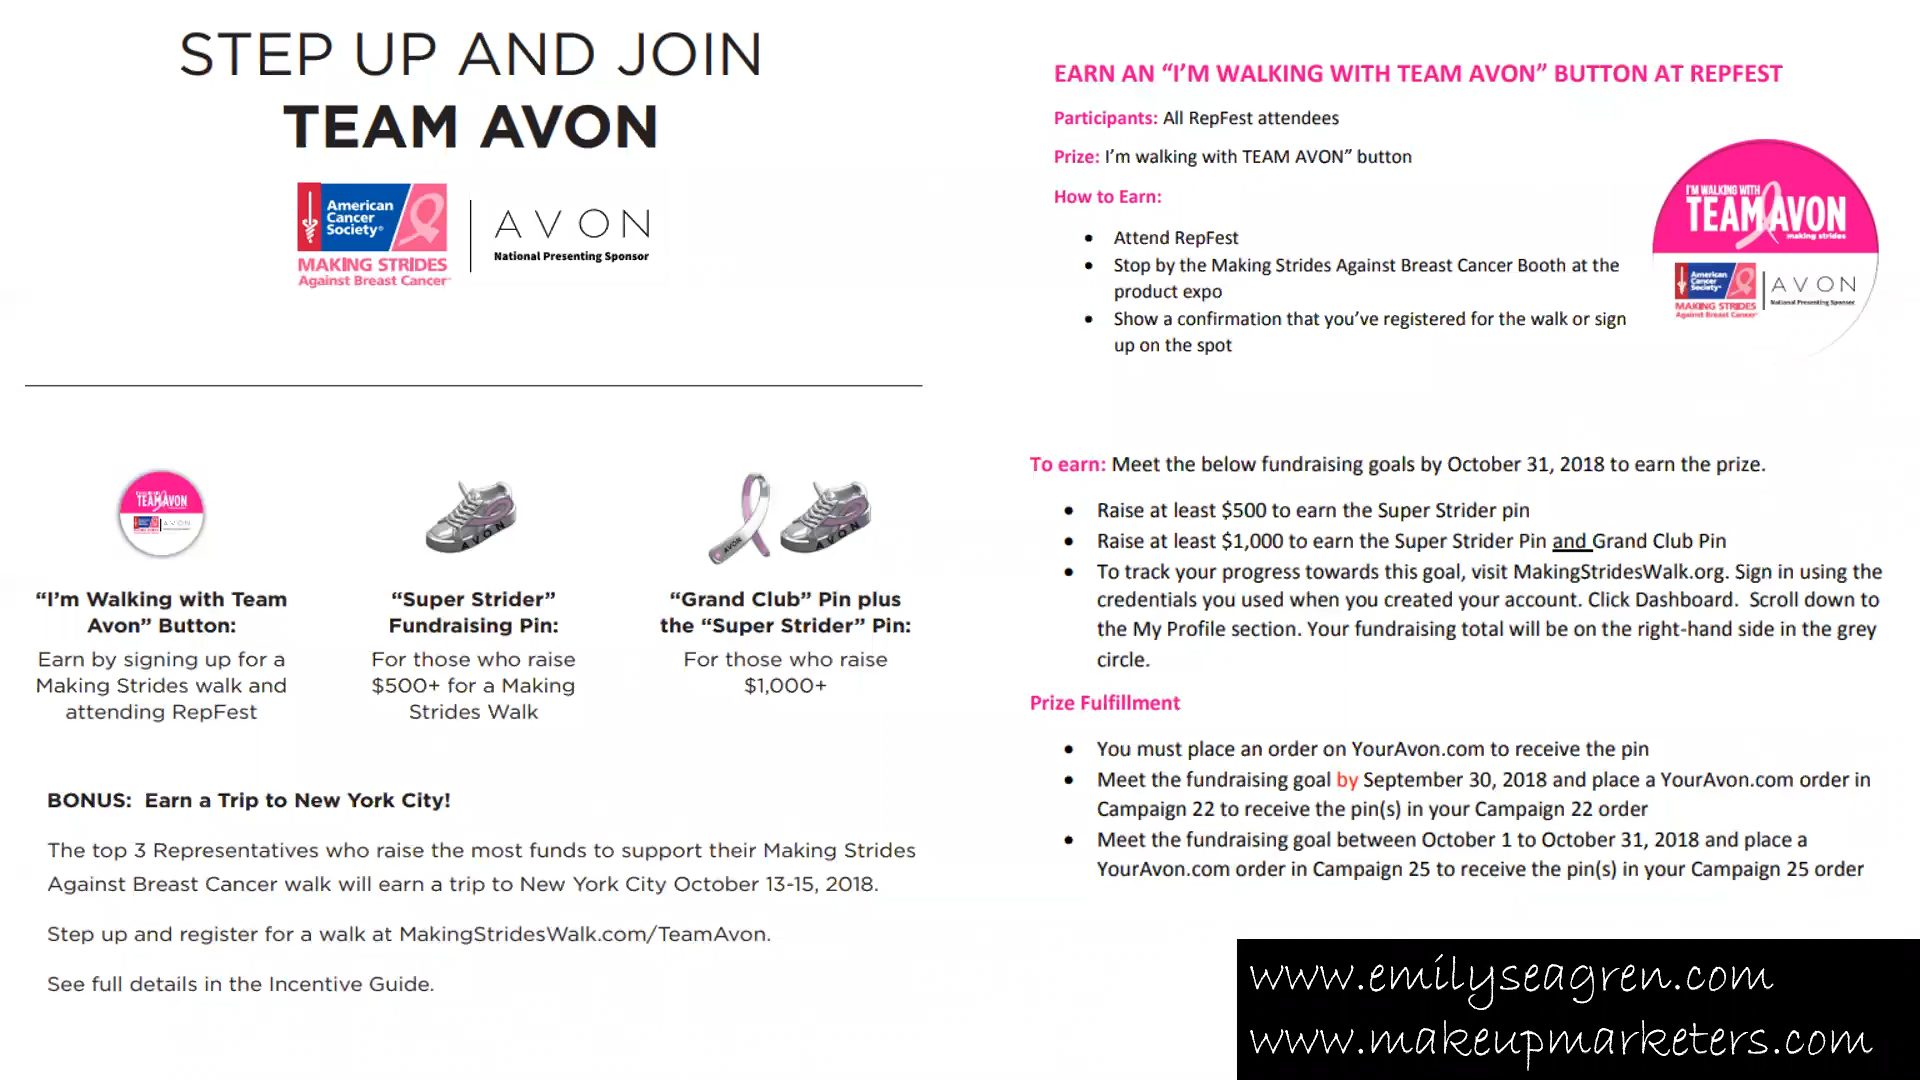 STEP UP AND JOIN
TEAM AVON
American
Cancer
Society®
MAKING STRIDES
Against Breast Cancer™
AVON
National Presenting Sponsor
TEAM AVON
AVON
AVON
AVON
AVON
“I’m Walking with Team
Avon” Button:
Earn by signing up for a
Making Strides walk and
attending RepFest
“Super Strider”
Fundraising Pin:
For those who raise
$500+ for a Making
Strides Walk
“Grand Club” Pin plus
the “Super Strider” Pin:
For those who raise
$1,000+
BONUS: Earn a Trip to New York City!
The top 3 Representatives who raise the most funds to support their Making Strides
Against Breast Cancer walk will earn a trip to New York City October 13-15, 2018.
Step up and register for a walk at MakingStridesWalk.com/TeamAvon.
See full details in the Incentive Guide.
EARN AN “I’M WALKING WITH TEAM AVON” BUTTON AT REPFEST
Participants: All RepFest attendees
Prize: I’m walking with TEAM AVON” button
How to Earn:
• Attend RepFest
• Stop by the Making Strides Against Breast Cancer Booth at the
product expo
• Show a confirmation that you’ve registered for the walk or sign
up on the spot
I'M WALKING WITH
TEAM AVON
making strides
American
Cancer
Society®
MAKING STRIDES
Against Breast Cancer™
AVON
National Presenting Sponsor
To earn: Meet the below fundraising goals by October 31, 2018 to earn the prize.
• Raise at least $500 to earn the Super Strider pin
• Raise at least $1,000 to earn the Super Strider Pin and Grand Club Pin
• To track your progress towards this goal, visit MakingStridesWalk.org. Sign in using the
credentials you used when you created your account. Click Dashboard. Scroll down to
the My Profile section. Your fundraising total will be on the right-hand side in the grey
circle.
Prize Fulfillment
• You must place an order on YourAvon.com to receive the pin
• Meet the fundraising goal by September 30, 2018 and place a YourAvon.com order in
Campaign 22 to receive the pin(s) in your Campaign 22 order
• Meet the fundraising goal between October 1 to October 31, 2018 and place a
YourAvon.com order in Campaign 25 to receive the pin(s) in your Campaign 25 order
www.emilyseagren.com
www.makeupmarketers.com